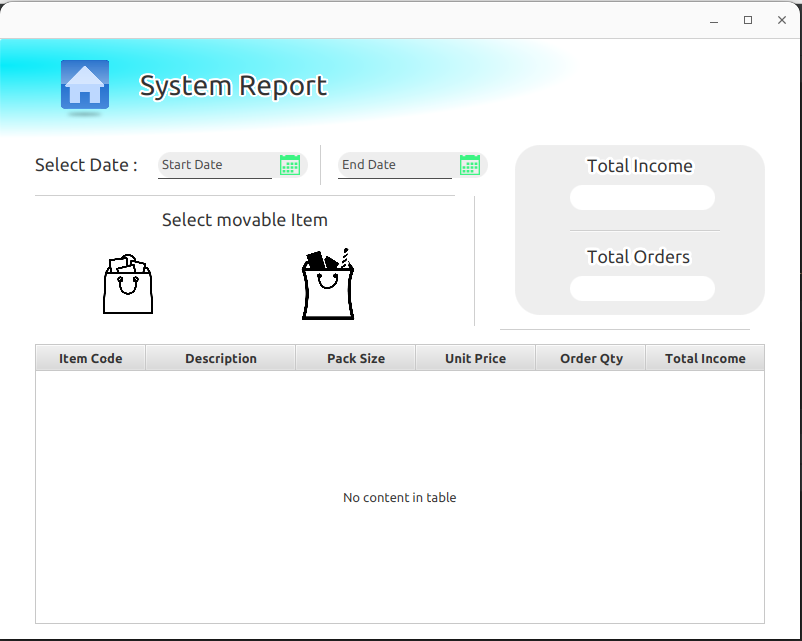 System Report
Select Date :
Start Date
End Date
Select movable Item
Total Income
Total Orders
Item Code Description Pack Size Unit Price Order Qty Total Income
No content in table